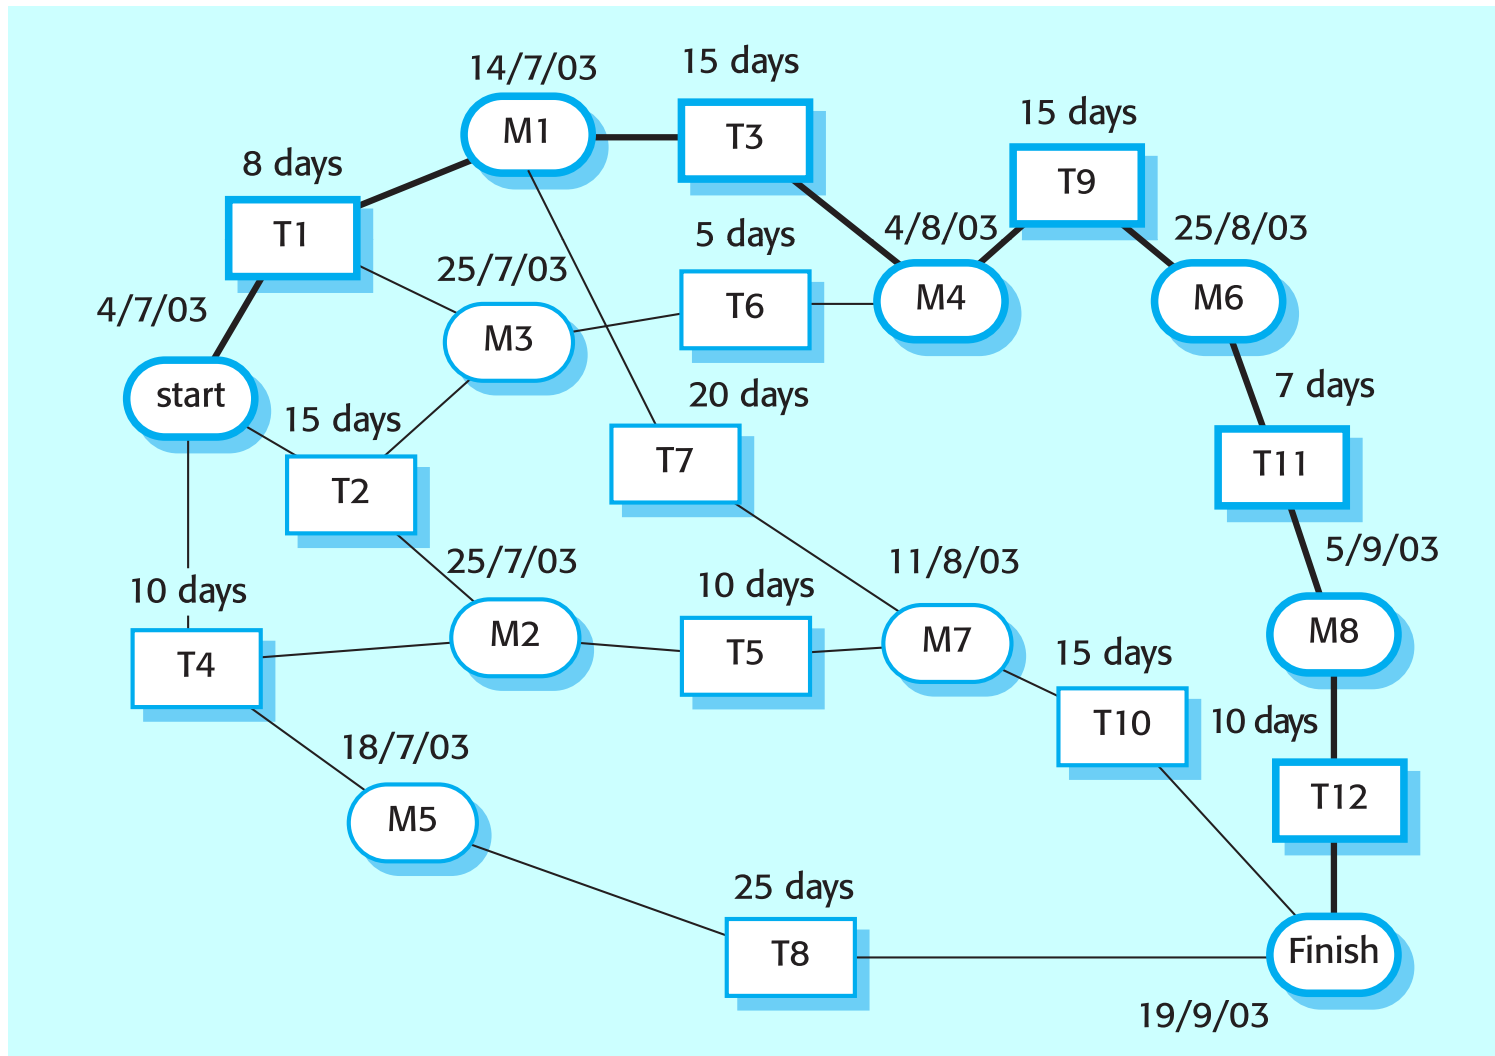 14/7/03
15 days
M1
T3
15 days
8 days
T9
T1
5 days
4/8/03
25/8/03
25/7/03
4/7/03
T6
M4
M6
M3
start
15 days
20 days
7 days
T7
T11
T2
25/7/03
11/8/03
5/9/03
10 days
10 days
M2
T5
M7
M8
T4
15 days
T10
10 days
18/7/03
M5
T12
25 days
T8
Finish
19/9/03